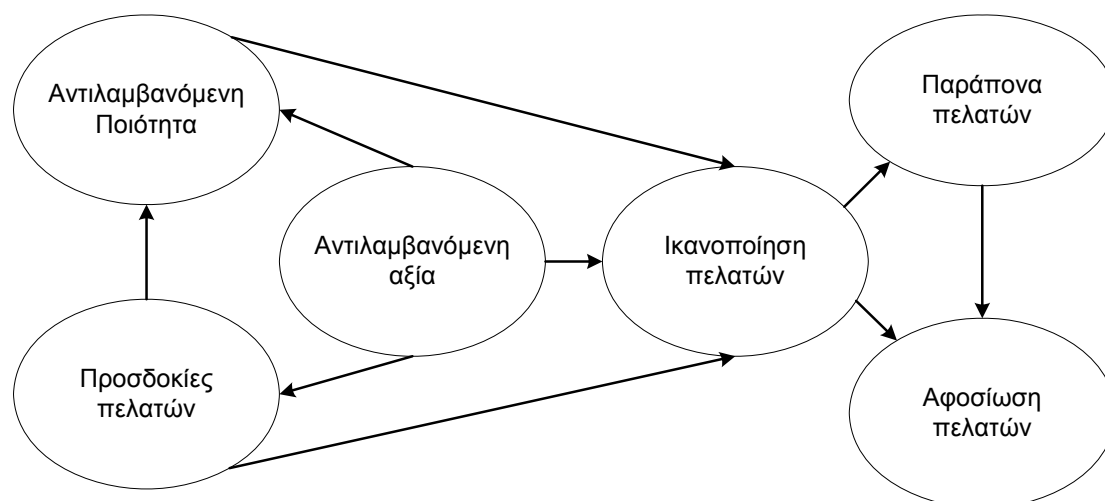 Αντιλαμβανόμενη
Ποιότητα
Παράπονα
πελατών
Αντιλαμβανόμενη
αξία
Ικανοποίηση
πελατών
Προσδοκίες
πελατών
Αφοσίωση
πελατών